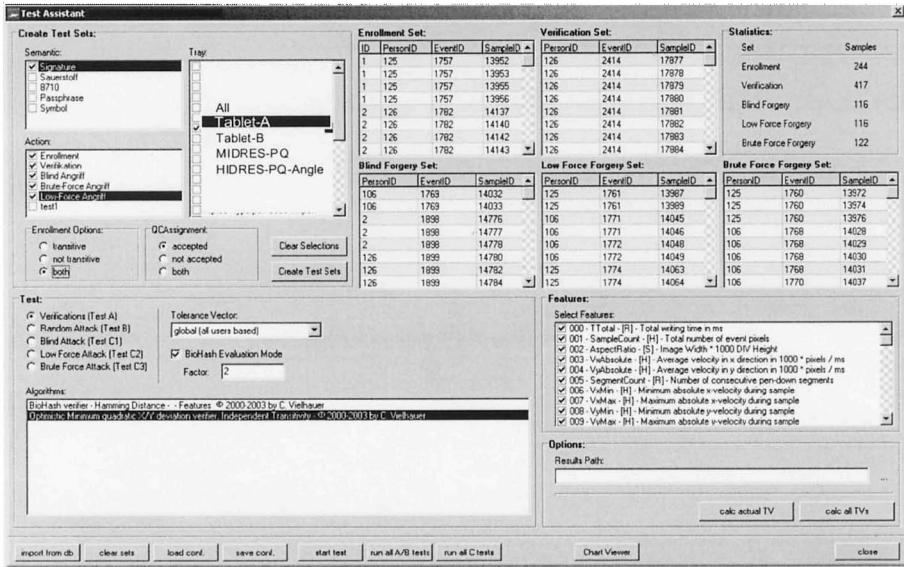 Test Assistant
Create Test Sets:
Semantic:
Signature
Sauerstoff
8710
Passphrase
Symbol
Action:
Enrollment
Verifikation
Blind Angriff
Brute-Force Angriff
Low-Force Angriff
test1
Tray:
All
Tablet-A
Tablet-B
MIDRES-PQ
HIDRES-PQ-Angle
Enrollment Options:
transitive
not transitive
both
QCAssignment:
accepted
not accepted
both
Clear Selections
Create Test Sets
Enrollment Set:
ID PersonID EventID SampleID
1 125 1757 13952
1 125 1757 13953
1 125 1757 13955
1 125 1757 13956
2 126 1782 14137
2 126 1782 14140
2 126 1782 14142
2 126 1782 14143
Verification Set:
PersonID EventID SampleID
126 2414 17877
126 2414 17878
126 2414 17879
126 2414 17880
126 2414 17881
126 2414 17882
126 2414 17883
126 2414 17884
Statistics:
Set Samples
Enrollment 244
Verification 417
Blind Forgery 116
Low Force Forgery 116
Brute Force Forgery 122
Blind Forgery Set:
PersonID EventID SampleID
106 1769 14032
106 1769 14033
2 1898 14776
2 1898 14777
2 1898 14778
126 1899 14780
126 1899 14782
126 1899 14784
Low Force Forgery Set:
PersonID EventID SampleID
125 1761 13987
125 1761 13989
106 1771 14045
106 1771 14046
106 1772 14048
106 1772 14049
125 1774 14063
125 1774 14064
Brute Force Forgery Set:
PersonID EventID SampleID
125 1760 13972
125 1760 13974
125 1760 13976
106 1768 14028
106 1768 14029
106 1768 14030
106 1768 14031
106 1770 14037
Test:
Verifications (Test A)
Random Attack (Test B)
Blind Attack (Test C1)
Low Force Attack (Test C2)
Brute Force Attack (Test C3)
Tolerance Vector:
global (all users based)
BioHash Evaluation Mode
Factor: 2
Algorithms:
BioHash verifier - Hamming Distance - - Features © 2000-2003 by C. Vielhauer
Optimistic Minimum quadratic X/Y deviation verifier, Independent Transitivity - © 2000-2003 by C. Vielhauer
Features:
Select Features:
000 - TTotal - [R] - Total writing time in ms
001 - SampleCount - [H] - Total number of event pixels
002 - AspectRatio - [S] - Image Width * 1000 DIV Height
003 - VxAbsolute - [H] - Average velocity in x direction in 1000 * pixels / ms
004 - VyAbsolute - [H] - Average velocity in y direction in 1000 * pixels / ms
005 - SegmentCount - [R] - Number of consecutive pen-down segments
006 - VxMin - [H] - Minimum absolute x-velocity during sample
007 - VxMax - [H] - Maximum absolute x-velocity during sample
008 - VyMin - [H] - Minimum absolute y-velocity during sample
009 - VyMax - [H] - Maximum absolute y-velocity during sample
Options:
Results Path:
...
calc actual TV
calc all TVs
import from db
clear sets
load conf.
save conf.
start test
run all A/B tests
run all C tests
Chart Viewer
close